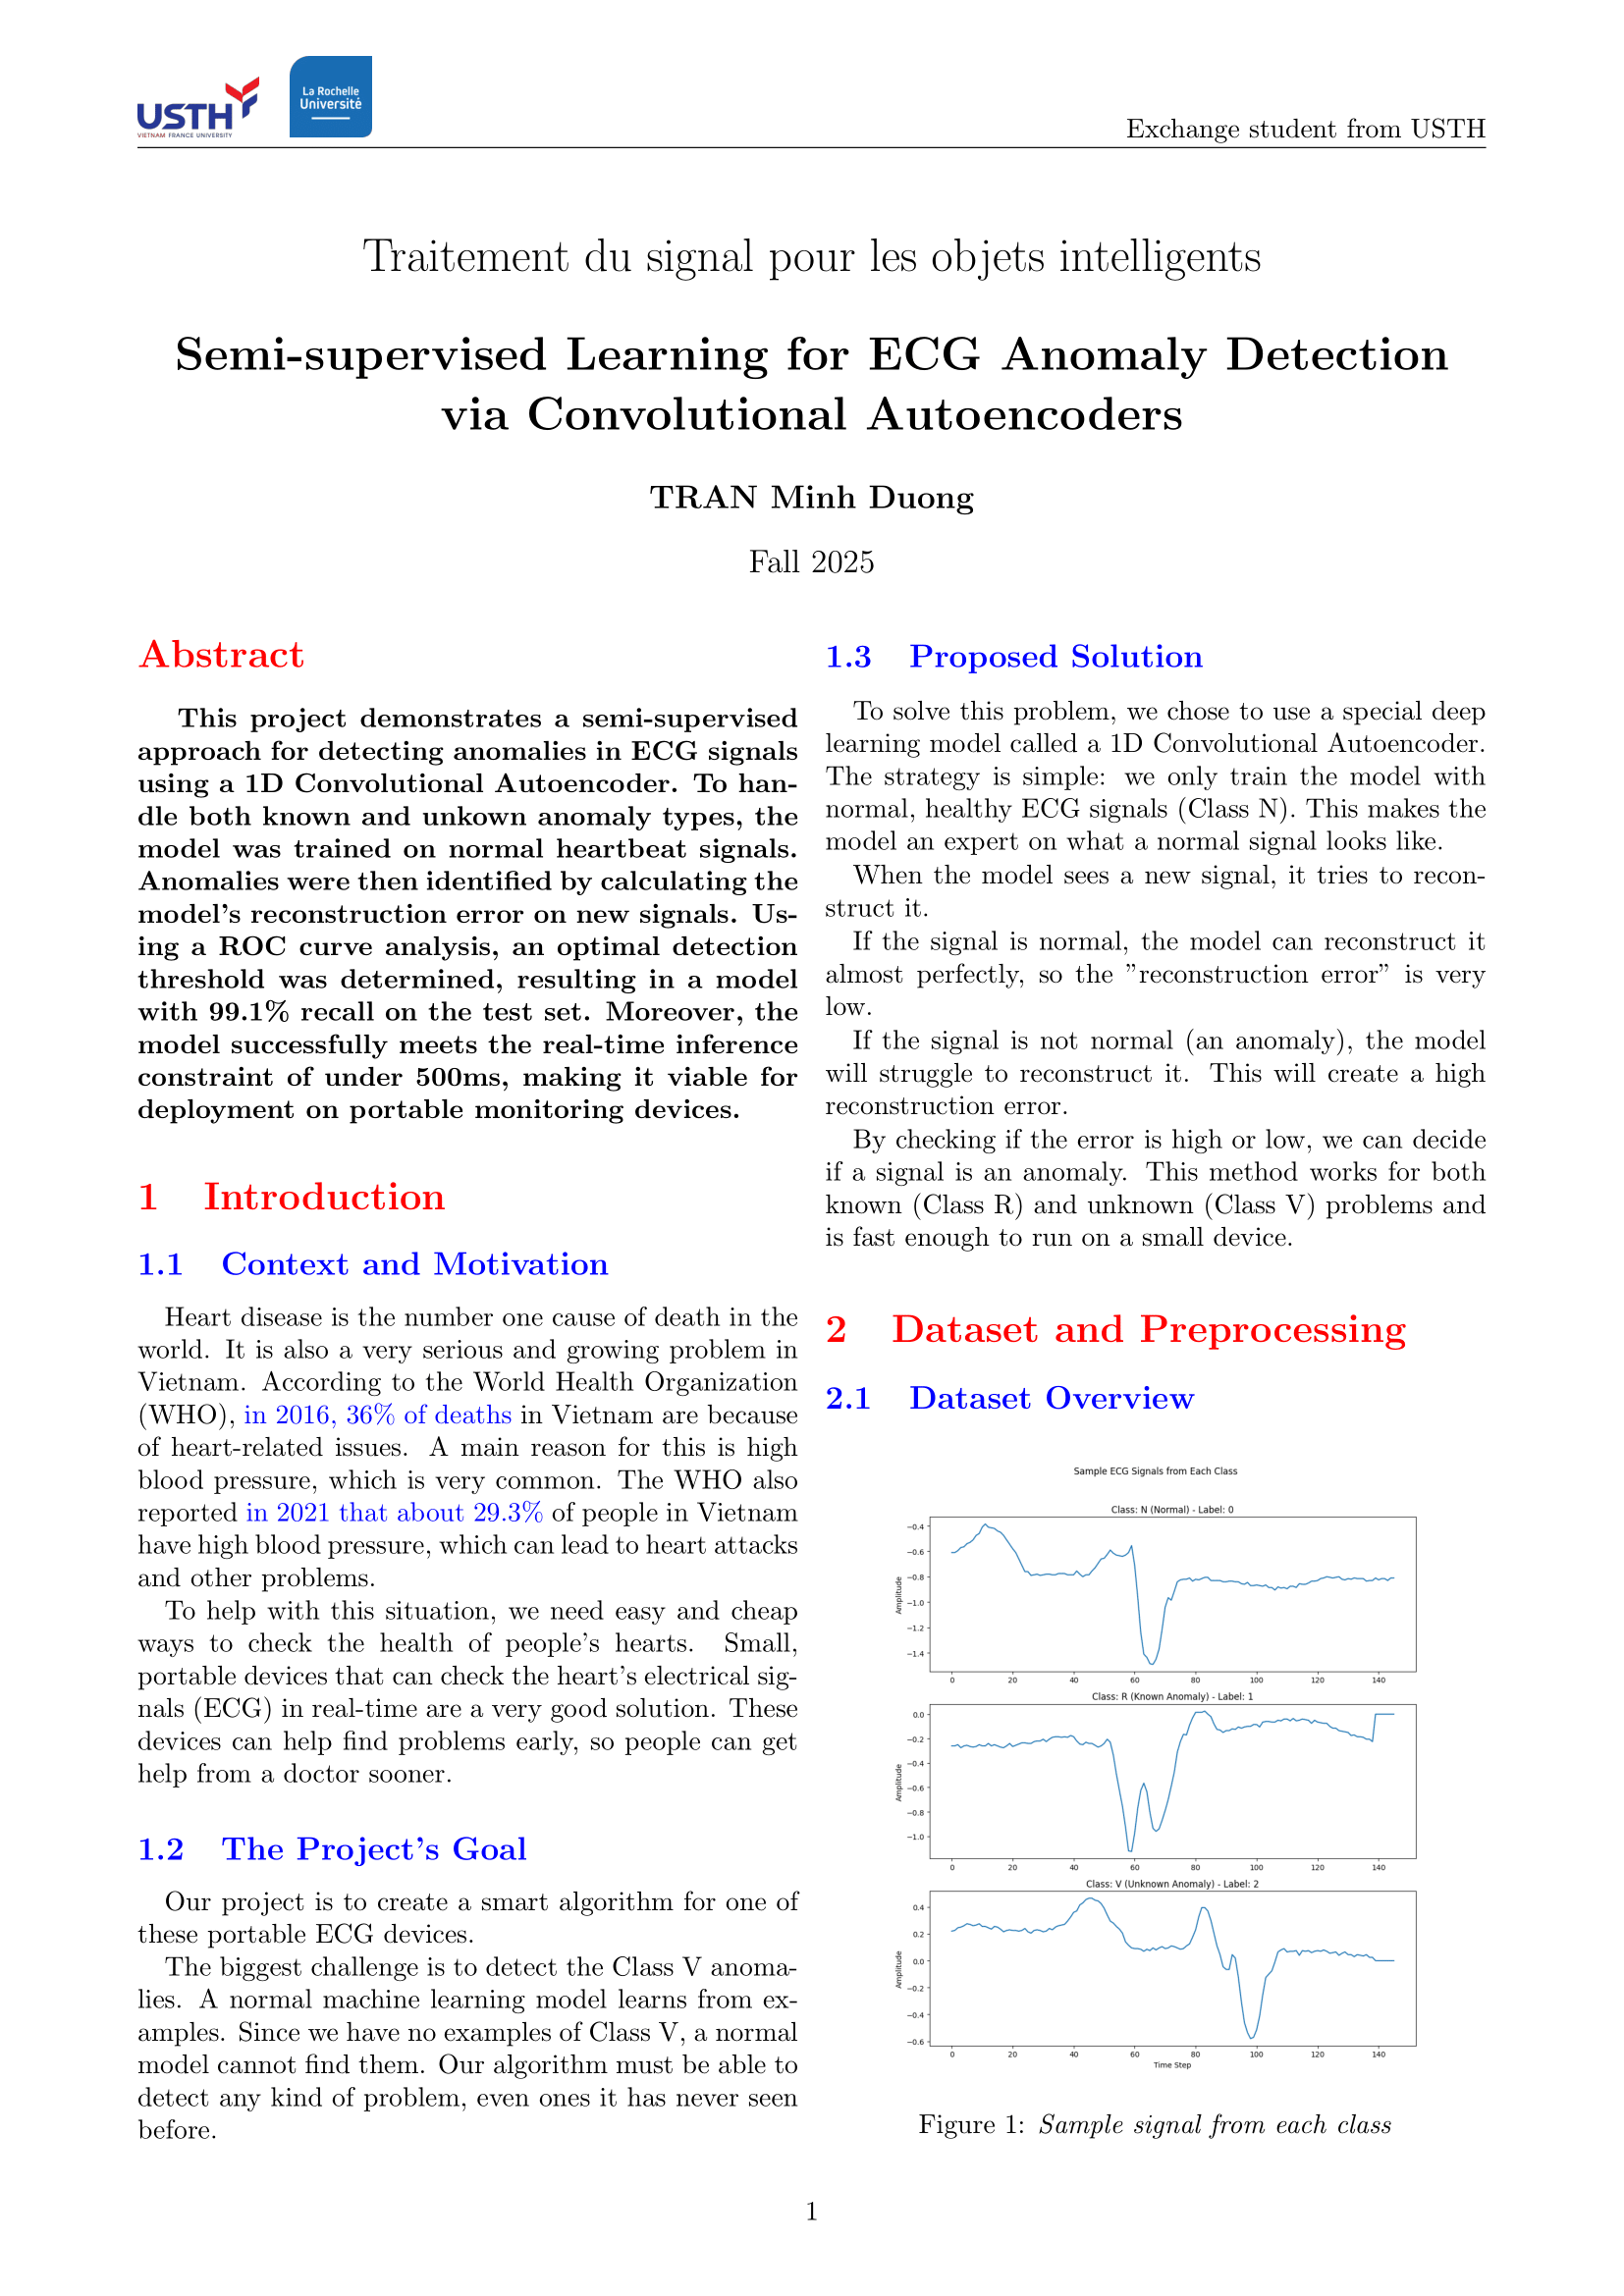 USTH
VIETNAM FRANCE UNIVERSITY
La Rochelle
Université
Exchange student from USTH
Traitement du signal pour les objets intelligents
Semi-supervised Learning for ECG Anomaly Detection
via Convolutional Autoencoders
TRAN Minh Duong
Fall 2025
Abstract
This project demonstrates a semi-supervised
approach for detecting anomalies in ECG signals
using a 1D Convolutional Autoencoder. To han-
dle both known and unkown anomaly types, the
model was trained on normal heartbeat signals.
Anomalies were then identified by calculating the
model's reconstruction error on new signals. Us-
ing a ROC curve analysis, an optimal detection
threshold was determined, resulting in a model
with 99.1% recall on the test set. Moreover, the
model successfully meets the real-time inference
constraint of under 500ms, making it viable for
deployment on portable monitoring devices.
1 Introduction
1.1 Context and Motivation
Heart disease is the number one cause of death in the
world. It is also a very serious and growing problem in
Vietnam. According to the World Health Organization
(WHO), in 2016, 36% of deaths in Vietnam are because
of heart-related issues. A main reason for this is high
blood pressure, which is very common. The WHO also
reported in 2021 that about 29.3% of people in Vietnam
have high blood pressure, which can lead to heart attacks
and other problems.
To help with this situation, we need easy and cheap
ways to check the health of people's hearts. Small,
portable devices that can check the heart's electrical sig-
nals (ECG) in real-time are a very good solution. These
devices can help find problems early, so people can get
help from a doctor sooner.
1.2 The Project's Goal
Our project is to create a smart algorithm for one of
these portable ECG devices.
The biggest challenge is to detect the Class V anoma-
lies. A normal machine learning model learns from ex-
amples. Since we have no examples of Class V, a normal
model cannot find them. Our algorithm must be able to
detect any kind of problem, even ones it has never seen
before.
1.3 Proposed Solution
To solve this problem, we chose to use a special deep
learning model called a 1D Convolutional Autoencoder.
The strategy is simple: we only train the model with
normal, healthy ECG signals (Class N). This makes the
model an expert on what a normal signal looks like.
When the model sees a new signal, it tries to recon-
struct it.
If the signal is normal, the model can reconstruct it
almost perfectly, so the "reconstruction error" is very
low.
If the signal is not normal (an anomaly), the model
will struggle to reconstruct it. This will create a high
reconstruction error.
By checking if the error is high or low, we can decide
if a signal is an anomaly. This method works for both
known (Class R) and unknown (Class V) problems and
is fast enough to run on a small device.
2 Dataset and Preprocessing
2.1 Dataset Overview
Sample ECG Signals from Each Class
Class: N (Normal) - Label: 0
Amplitude
−0.4
−0.6
−0.8
−1.0
−1.2
−1.4
0 20 40 60 80 100 120 140
Class: R (Known Anomaly) - Label: 1
Amplitude
0.0
−0.2
−0.4
−0.6
−0.8
−1.0
0 20 40 60 80 100 120 140
Class: V (Unknown Anomaly) - Label: 2
Amplitude
0.4
0.2
0.0
−0.2
−0.4
−0.6
0 20 40 60 80 100 120 140
Time Step
Figure 1: Sample signal from each class
1